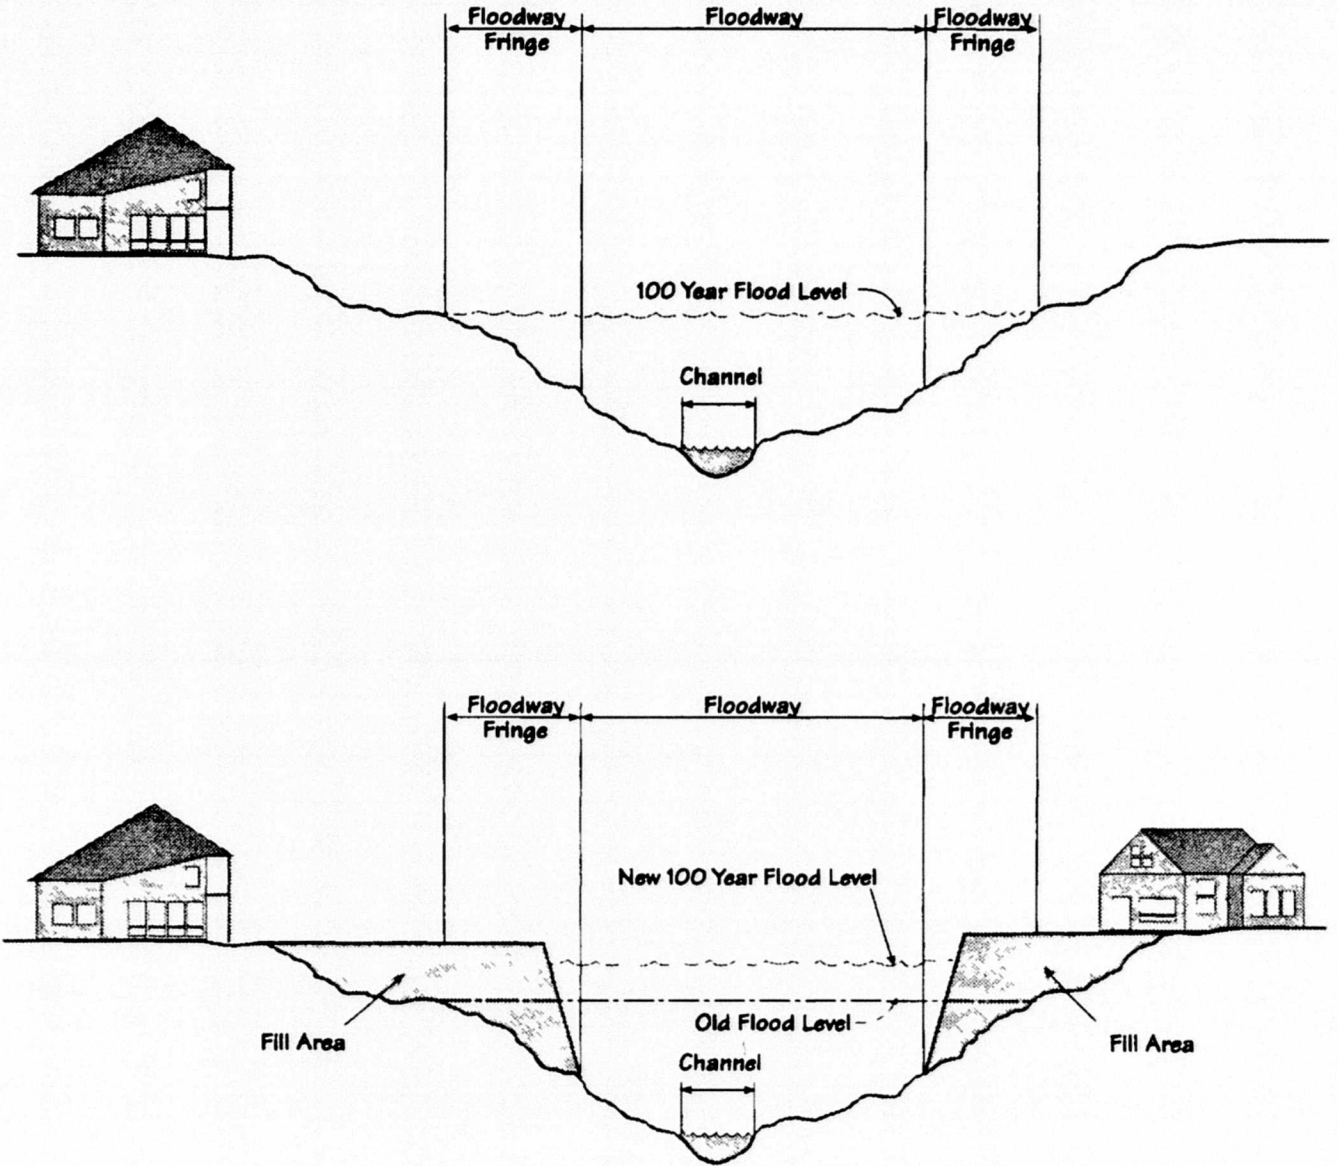 Floodway Floodway Floodway
Fringe Fringe
100 Year Flood Level
Channel
Floodway Floodway Floodway
Fringe Fringe
New 100 Year Flood Level
Old Flood Level
Fill Area Fill Area
Channel